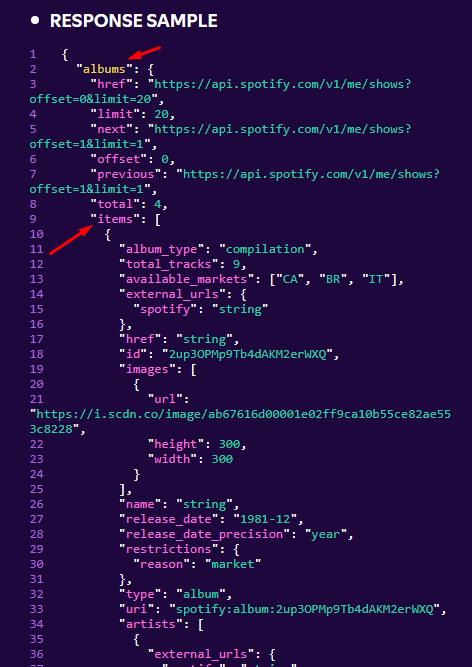 RESPONSE SAMPLE
1 {
2 "albums": {
3 "href": "https://api.spotify.com/v1/me/shows?
offset=0&limit=20",
4 "limit": 20,
5 "next": "https://api.spotify.com/v1/me/shows?
offset=1&limit=1",
6 "offset": 0,
7 "previous": "https://api.spotify.com/v1/me/shows?
offset=1&limit=1",
8 "total": 4,
9 "items": [
10 {
11 "album_type": "compilation",
12 "total_tracks": 9,
13 "available_markets": ["CA", "BR", "IT"],
14 "external_urls": {
15 "spotify": "string"
16 },
17 "href": "string",
18 "id": "2up3OPMp9Tb4dAKM2erWXQ",
19 "images": [
20 {
21 "url":
"https://i.scdn.co/image/ab67616d00001e02ff9ca10b55ce82ae55
3c8228",
22 "height": 300,
23 "width": 300
24 }
25 ],
26 "name": "string",
27 "release_date": "1981-12",
28 "release_date_precision": "year",
29 "restrictions": {
30 "reason": "market"
31 },
32 "type": "album",
33 "uri": "spotify:album:2up3OPMp9Tb4dAKM2erWXQ",
34 "artists": [
35 {
36 "external_urls": {